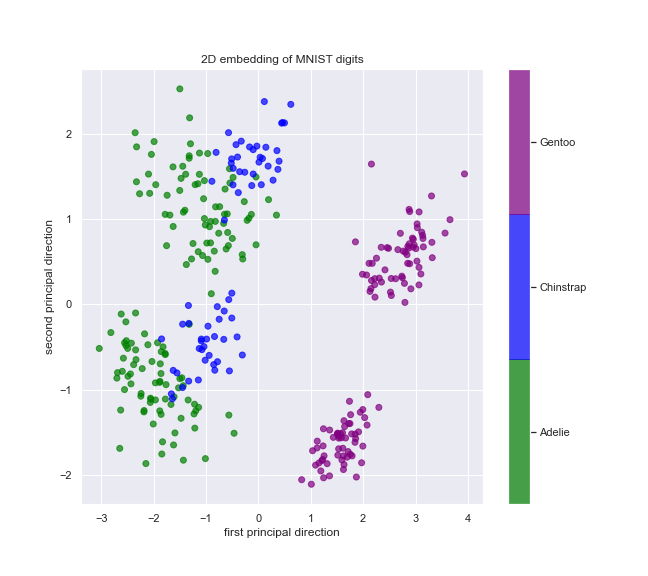 2D embedding of MNIST digits
second principal direction
2
1
0
−1
−2
−3
−2
−1
0
1
2
3
4
first principal direction
Gentoo
Chinstrap
Adelie